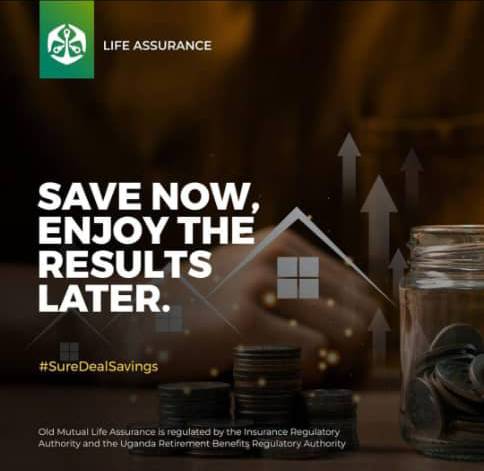 LIFE ASSURANCE
SAVE NOW,
ENJOY THE
RESULTS
LATER.
#SureDealSavings
Old Mutual Life Assurance is regulated by the Insurance Regulatory
Authority and the Uganda Retirement Benefits Regulatory Authority